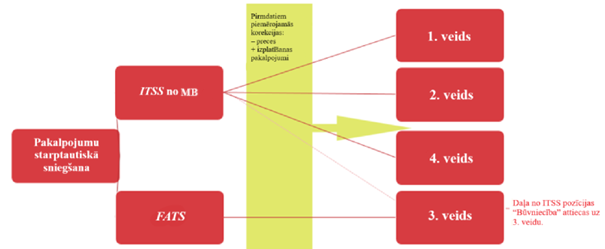 Pirmdatiem
piemērojamās
korekcijas:
– preces
+ izplatīšanas
pakalpojumi
1. veids
2. veids
ITSS no MB
Pakalpojumu
starptautiskā
sniegšana
4. veids
FATS
3. veids
Daļa no ITSS pozīcijas
“Būvniecība” attiecas uz
3. veidu.